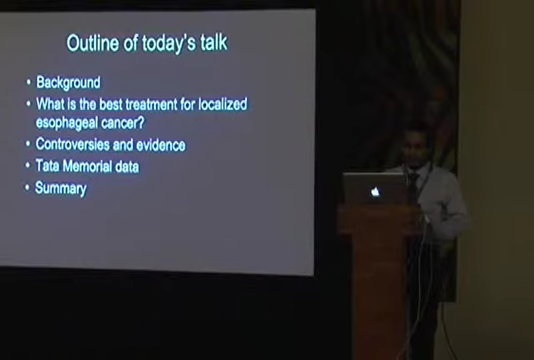 Outline of today's talk
• Background
• What is the best treatment for localized
esophageal cancer?
• Controversies and evidence
• Tata Memorial data
• Summary